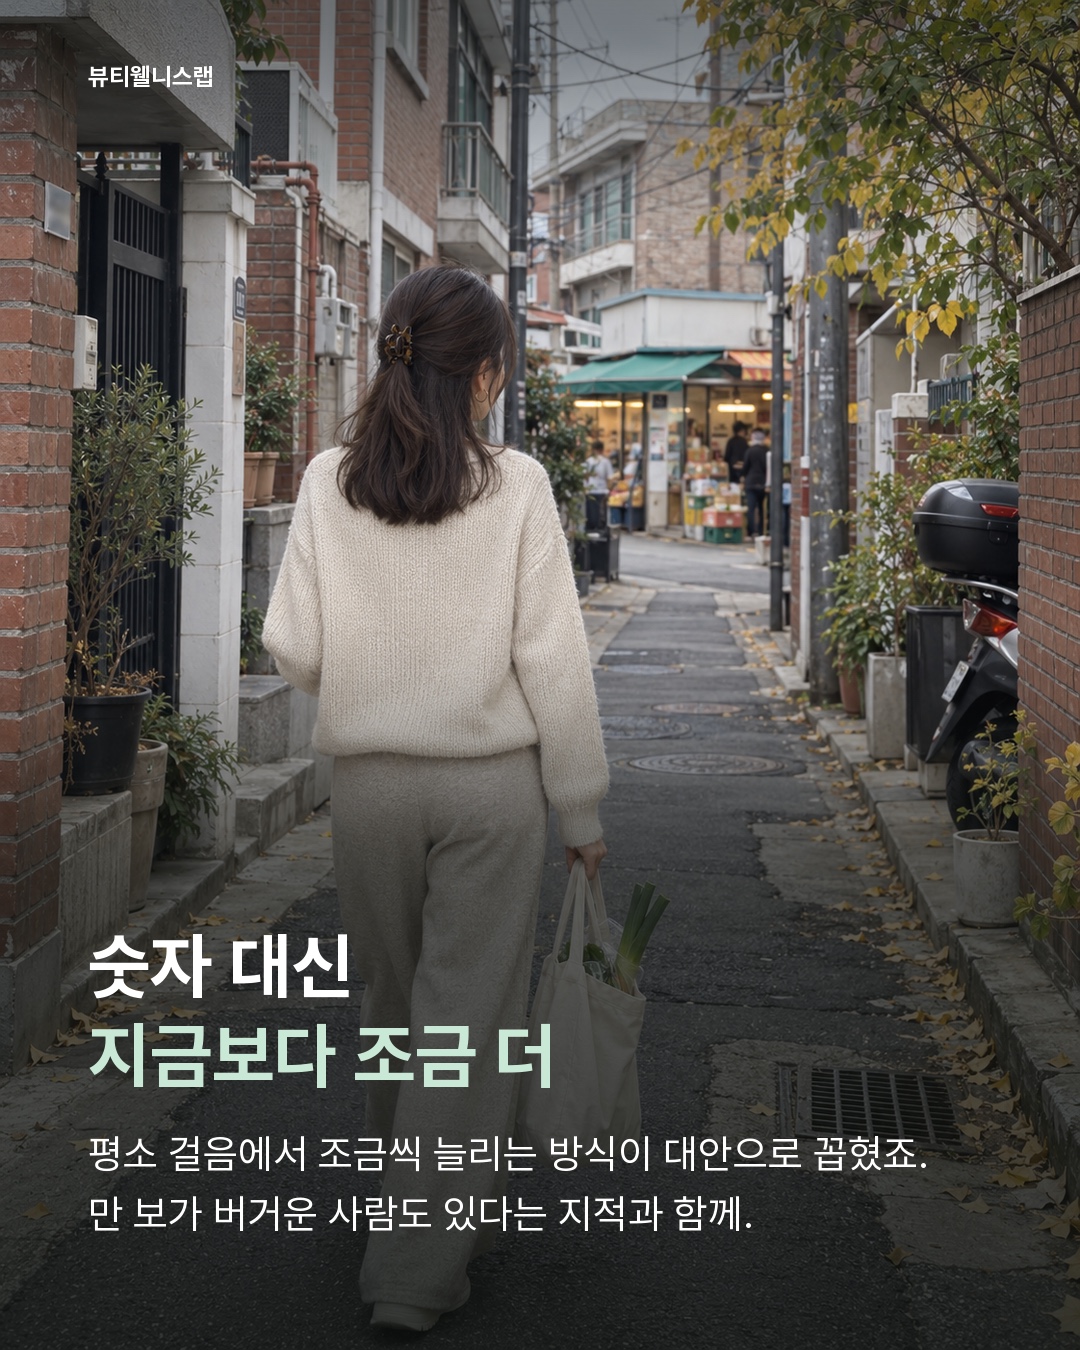 뷰티웰니스랩
숫자 대신
지금보다 조금 더
평소 걸음에서 조금씩 늘리는 방식이 대안으로 꼽혔죠.
만 보가 버거운 사람도 있다는 지적과 함께.